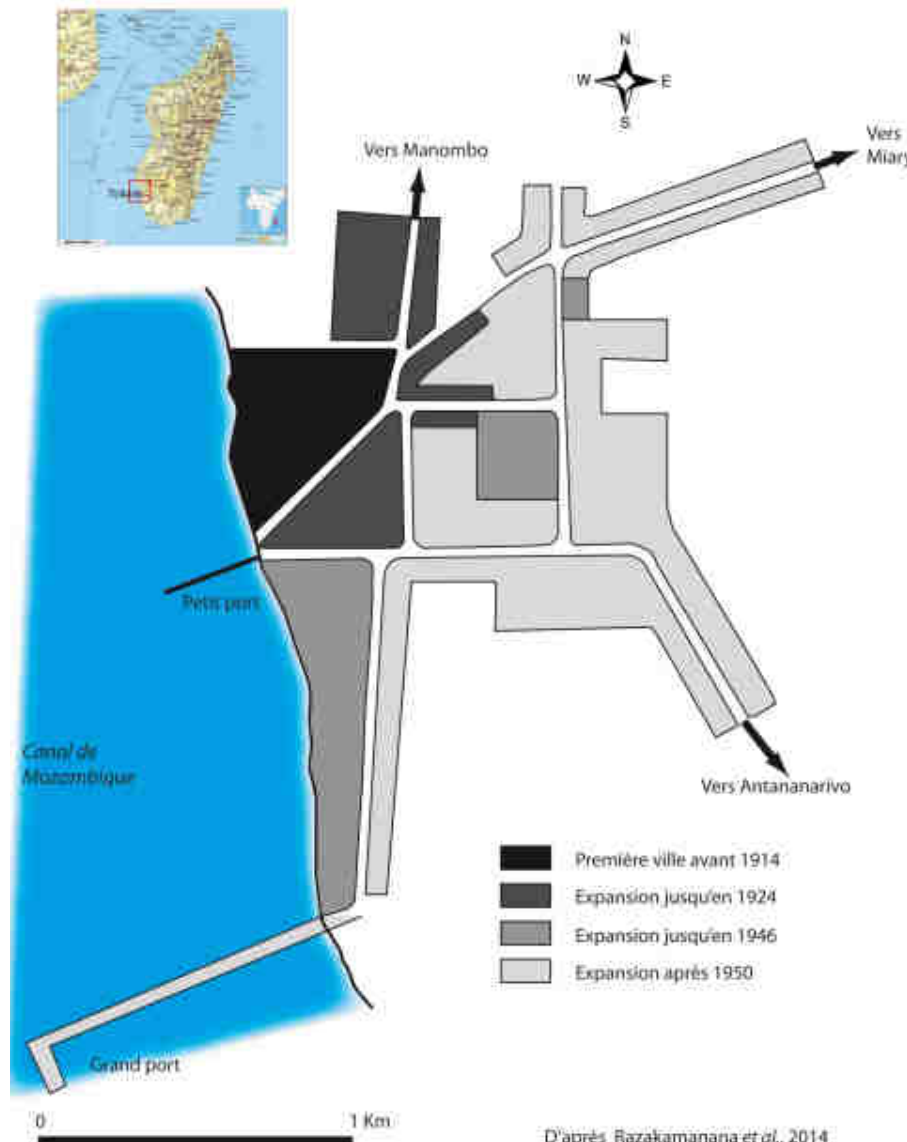 N
W E
S
Vers Manombo
Vers
Miary
Petit port
Canal de
Mozambique
Vers Antananarivo
Première ville avant 1914
Expansion jusqu'en 1924
Expansion jusqu'en 1946
Expansion après 1950
Grand port
0 1 Km
D'après Razakamanana et al., 2014